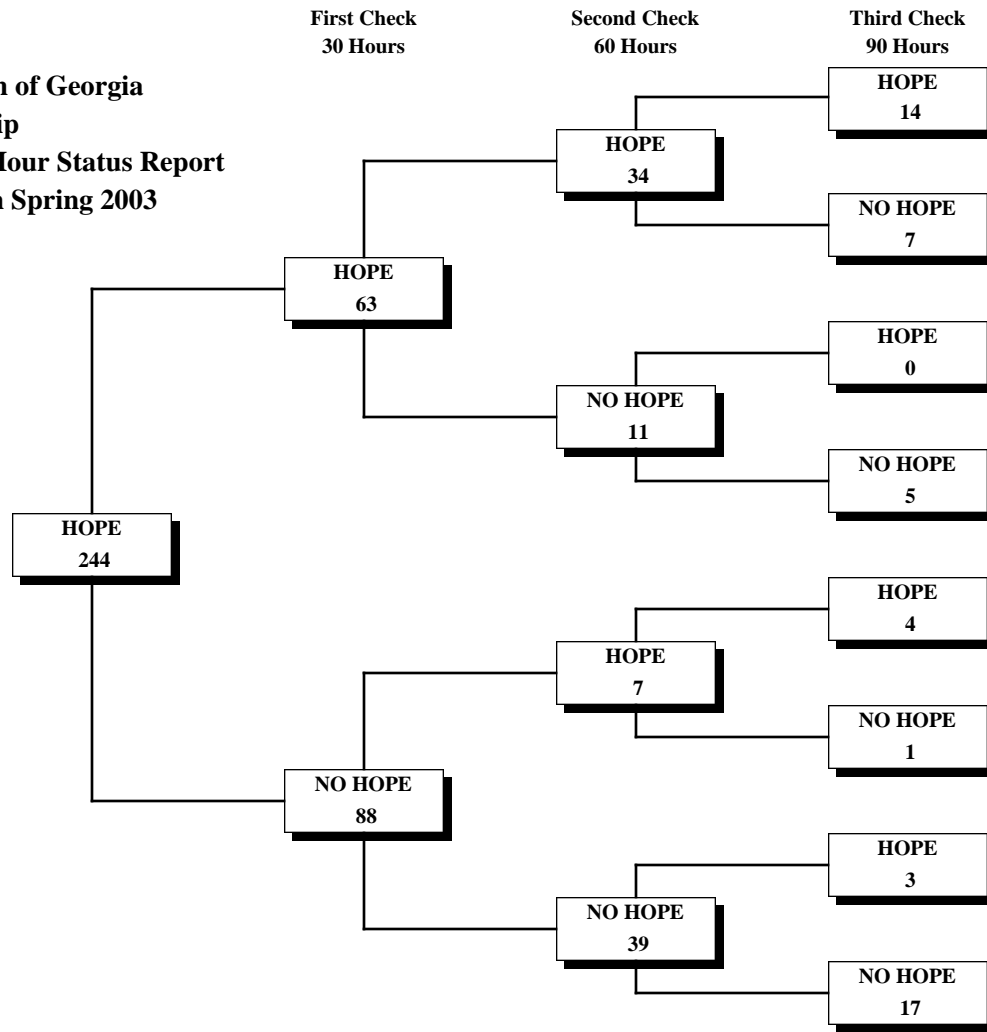 First Check
30 Hours
Second Check
60 Hours
Third Check
90 Hours
of Georgia
Hour Status Report
Spring 2003
HOPE
14
HOPE
34
NO HOPE
7
HOPE
63
HOPE
0
NO HOPE
11
NO HOPE
5
HOPE
244
HOPE
4
HOPE
7
NO HOPE
1
NO HOPE
88
HOPE
3
NO HOPE
39
NO HOPE
17